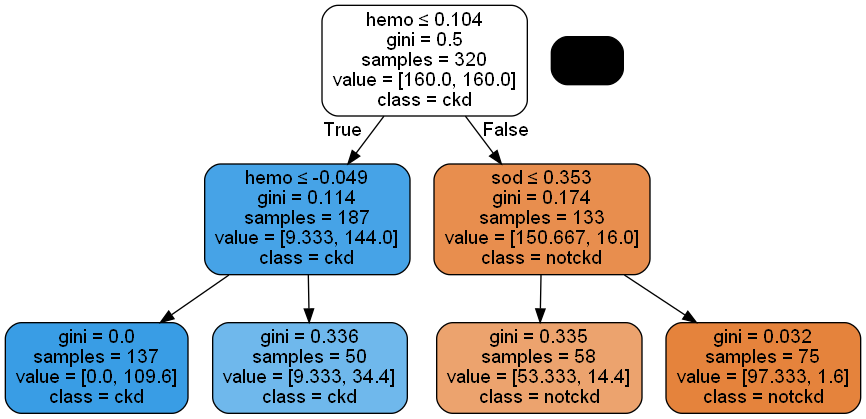 hemo ≤ 0.104
gini = 0.5
samples = 320
value = [160.0, 160.0]
class = ckd
True
False
hemo ≤ -0.049
gini = 0.114
samples = 187
value = [9.333, 144.0]
class = ckd
sod ≤ 0.353
gini = 0.174
samples = 133
value = [150.667, 16.0]
class = notckd
gini = 0.0
samples = 137
value = [0.0, 109.6]
class = ckd
gini = 0.336
samples = 50
value = [9.333, 34.4]
class = ckd
gini = 0.335
samples = 58
value = [53.333, 14.4]
class = notckd
gini = 0.032
samples = 75
value = [97.333, 1.6]
class = notckd